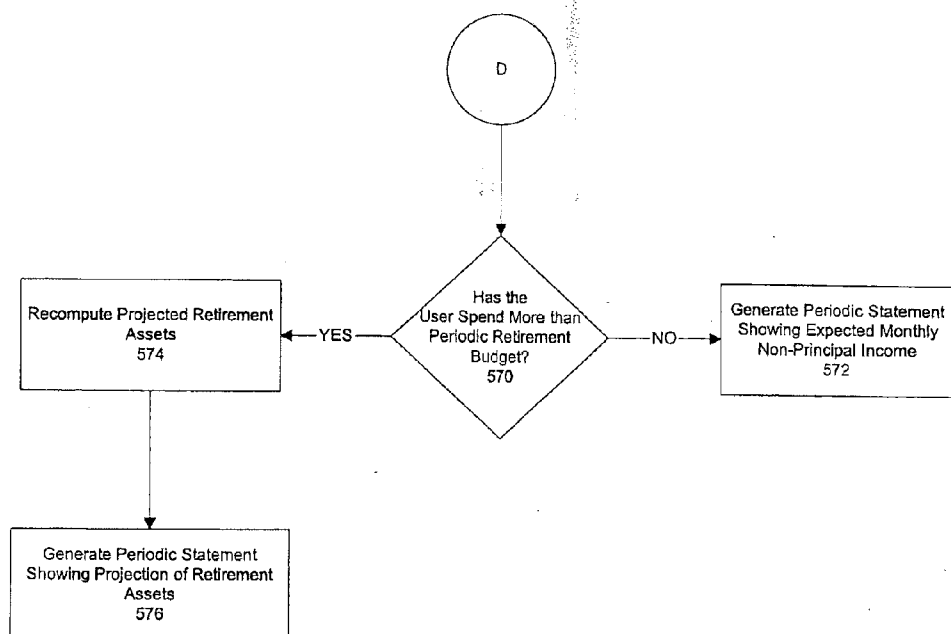 D
Has the
User Spend More than
Periodic Retirement
Budget?
570
YES
NO
Recompute Projected Retirement
Assets
574
Generate Periodic Statement
Showing Expected Monthly
Non-Principal Income
572
Generate Periodic Statement
Showing Projection of Retirement
Assets
576